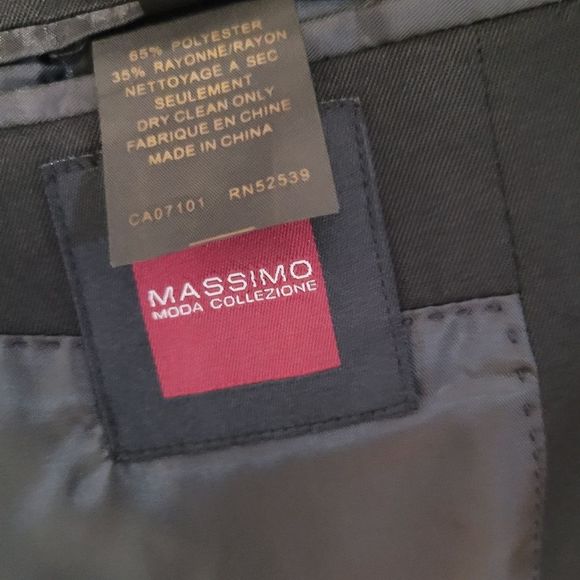 65% POLYESTER
35% RAYONNE/RAYON
NETTOYAGE A SEC
SEULEMENT
DRY CLEAN ONLY
FABRIQUE EN CHINE
MADE IN CHINA
CA07101 RN52539
MASSIMO
MODA COLLEZIONE